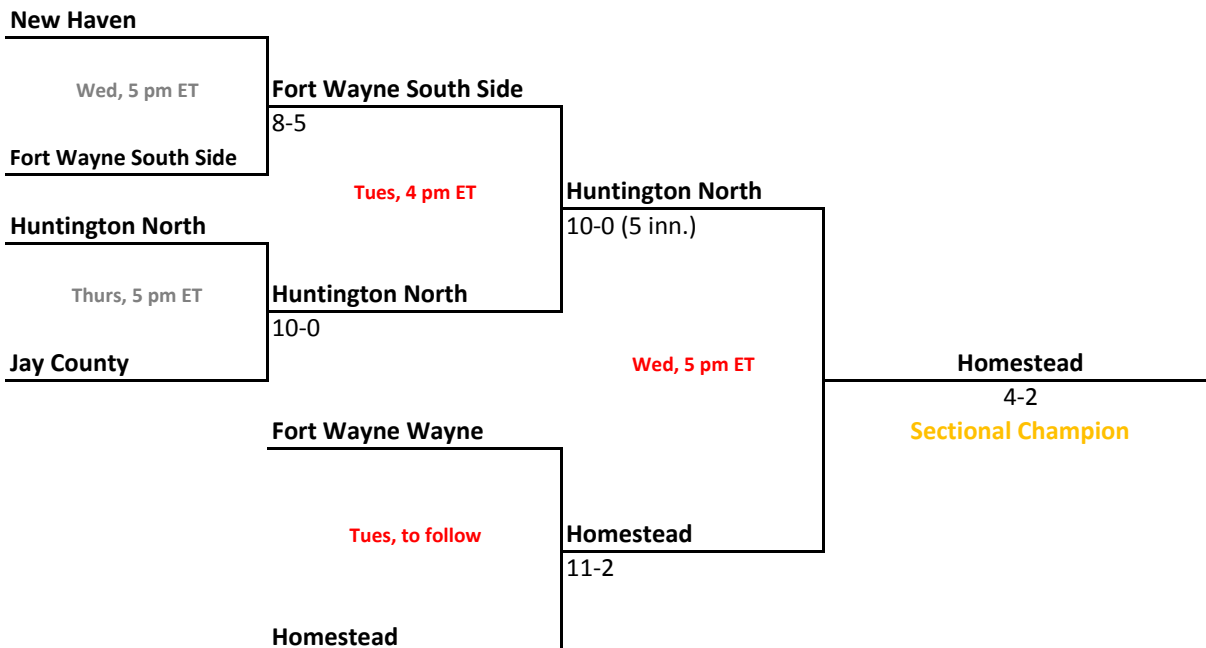 New Haven
Wed, 5 pm ET
Fort Wayne South Side
8-5
Fort Wayne South Side
Tues, 4 pm ET
Huntington North
10-0 (5 inn.)
Huntington North
Thurs, 5 pm ET
Huntington North
10-0
Jay County
Wed, 5 pm ET
Homestead
4-2
Sectional Champion
Fort Wayne Wayne
Tues, to follow
Homestead
11-2
Homestead